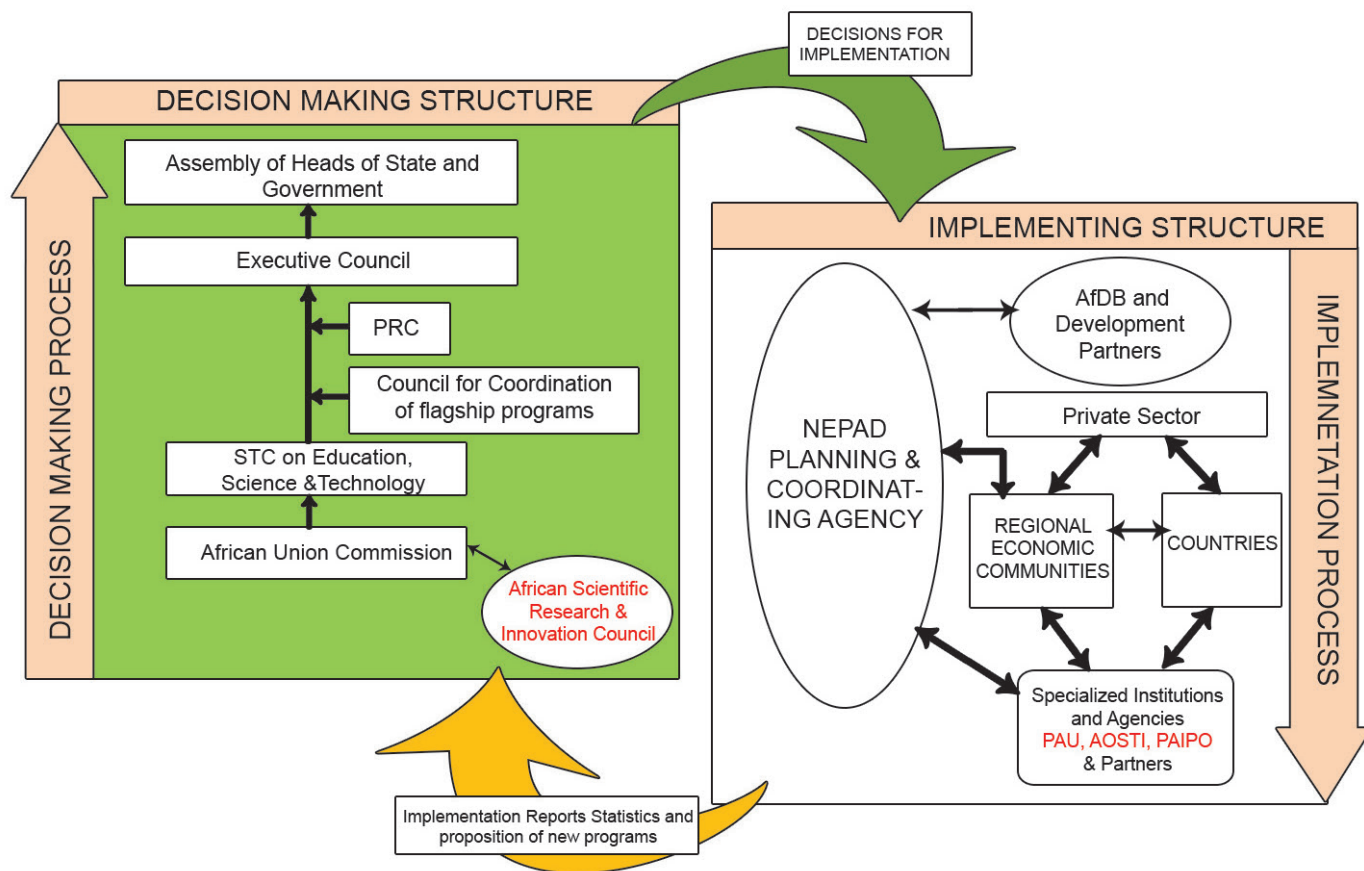 DECISIONS FOR
IMPLEMENTATION
DECISION MAKING STRUCTURE
DECISION MAKING PROCESS
Assembly of Heads of State and
Government
Executive Council
PRC
Council for Coordination
of flagship programs
STC on Education,
Science &Technology
African Union Commission
African Scientific
Research &
Innovation Council
IMPLEMENTING STRUCTURE
IMPLEMNETATION PROCESS
AfDB and
Development
Partners
Private Sector
NEPAD
PLANNING &
COORDINAT-
ING AGENCY
REGIONAL
ECONOMIC
COMMUNITIES
COUNTRIES
Specialized Institutions
and Agencies
PAU, AOSTI, PAIPO
& Partners
Implementation Reports Statistics and
proposition of new programs